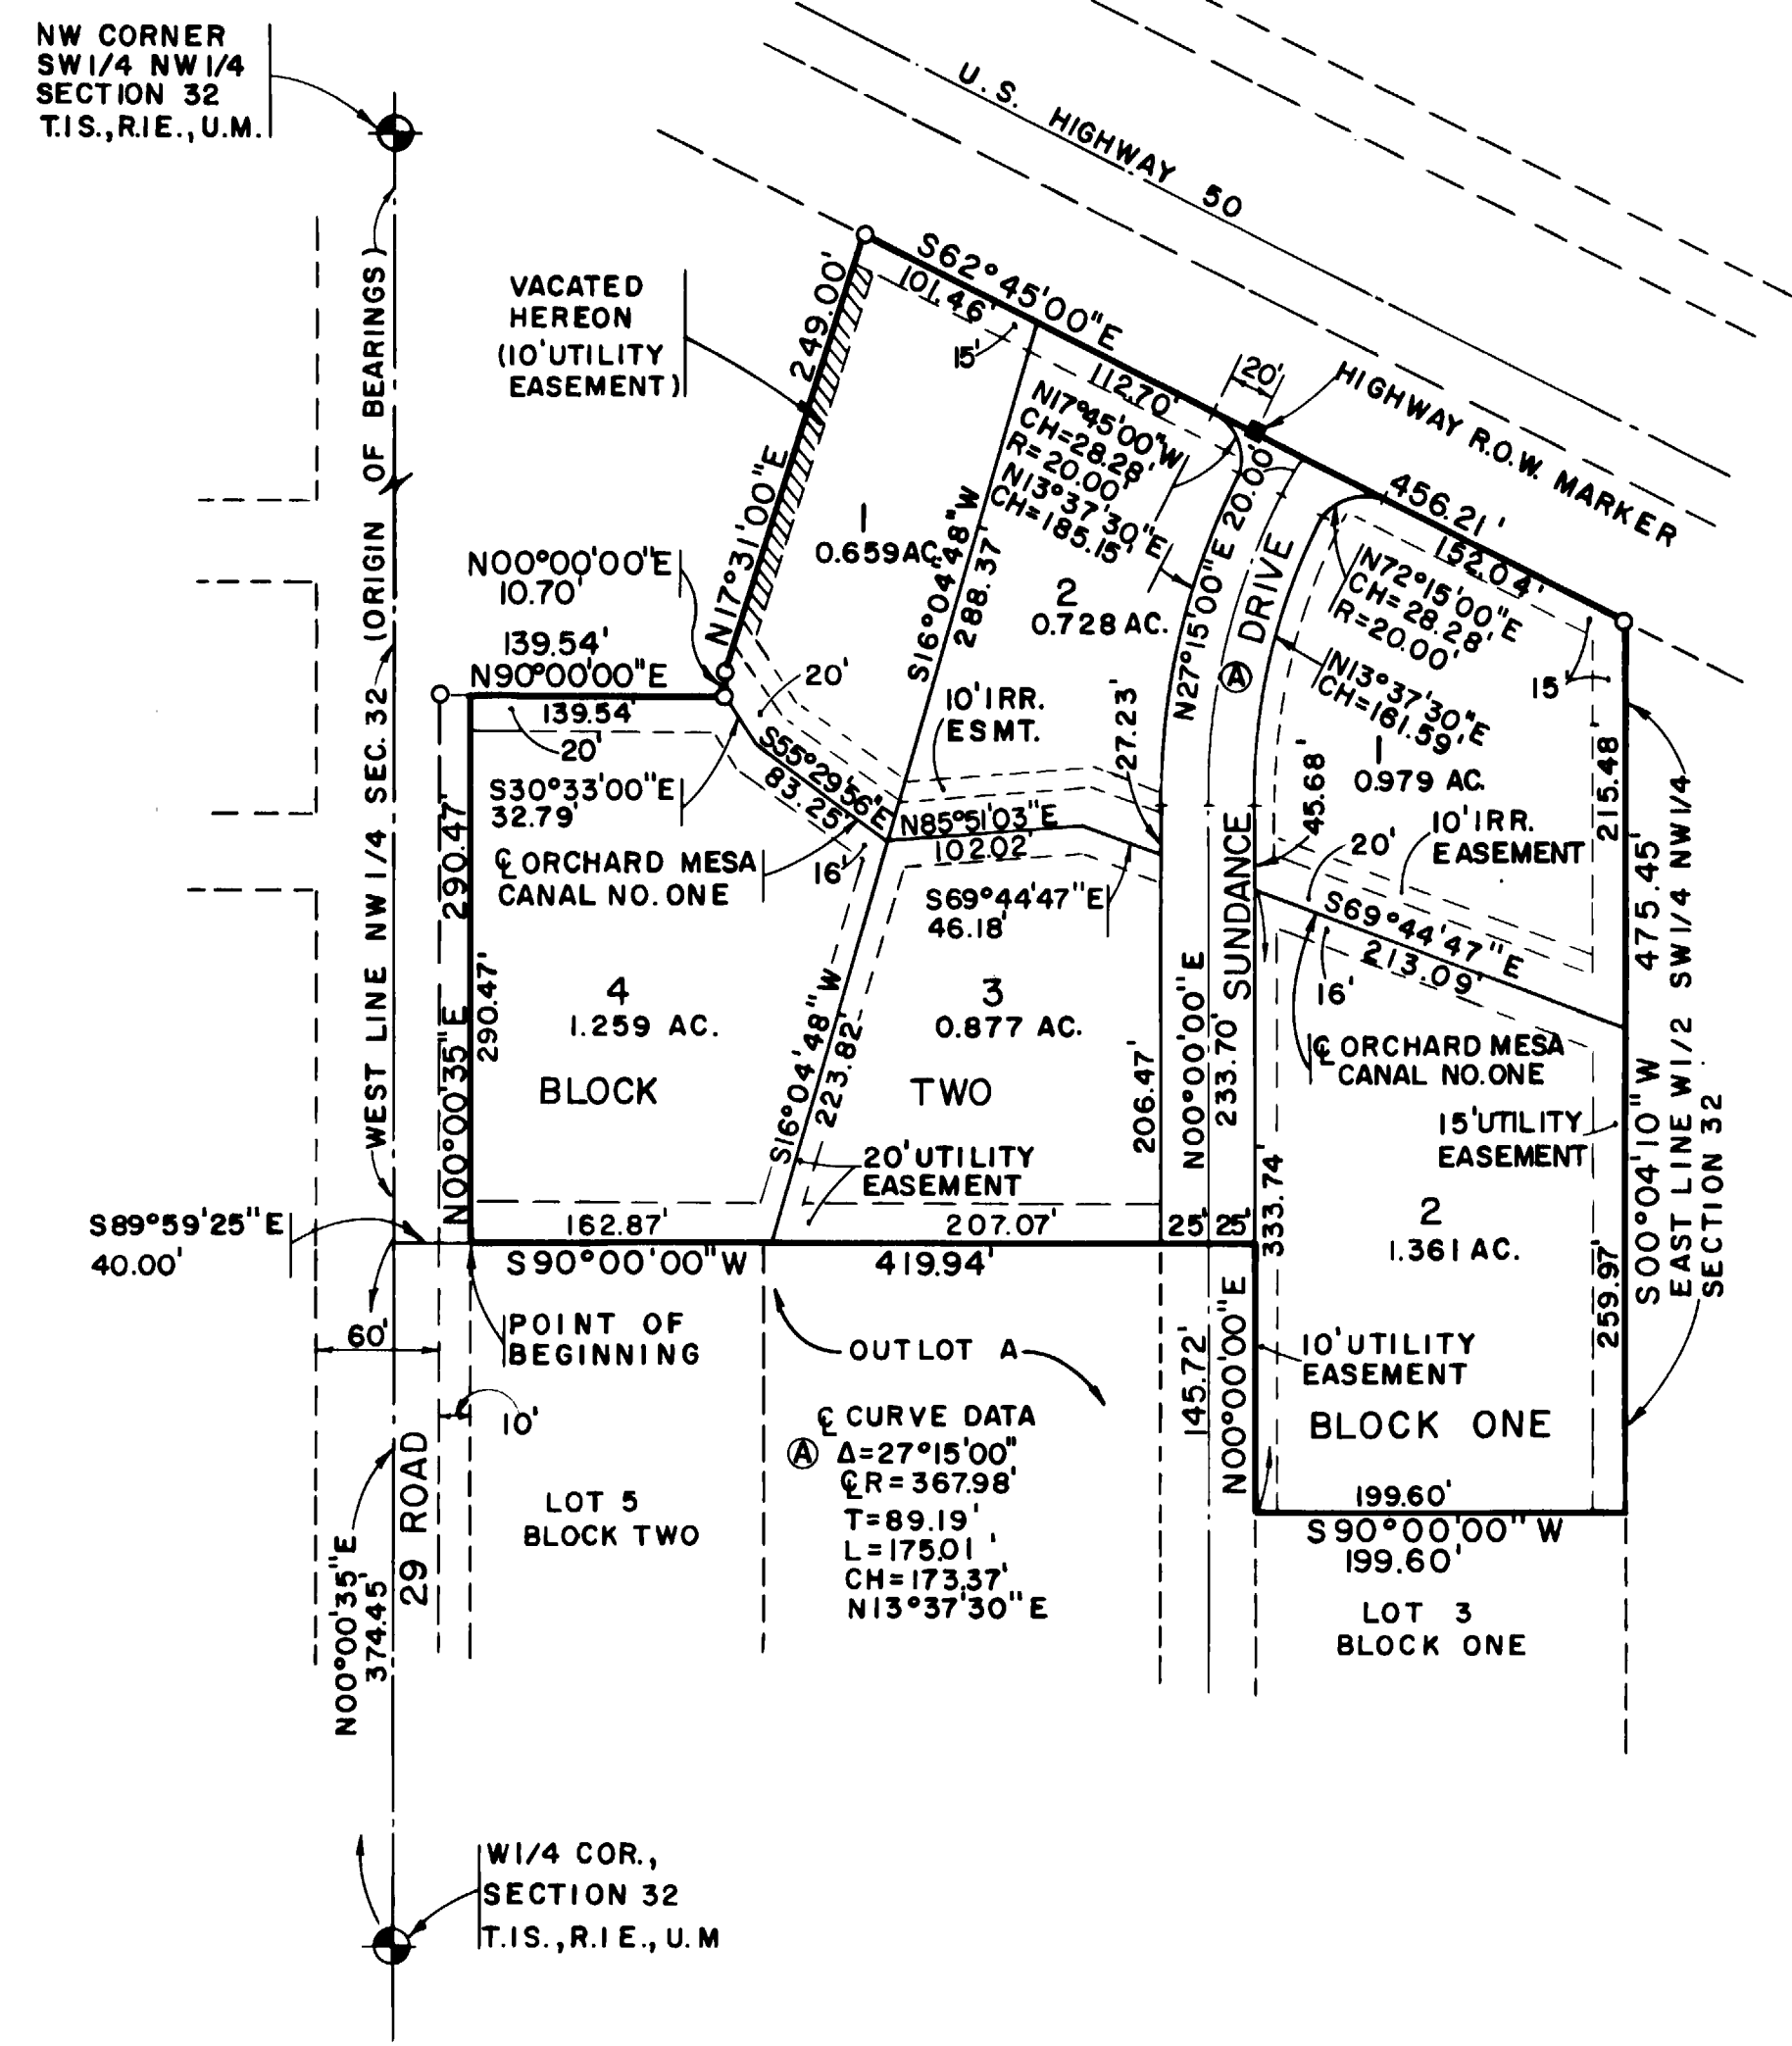 NW CORNER
SW1/4 NW1/4
SECTION 32
T.1S.,R.1E.,U.M.
U.S. HIGHWAY 50
HIGHWAY R.O.W. MARKER
S62°45'00"E
456.21'
101.46'
15'
112.70'
20'
152.04'
VACATED
HEREON
(10'UTILITY
EASEMENT)
249.00'
N17°31'00"E
N17°45'00"W
CH=28.28'
R=20.00'
N13°37'30"E
CH=185.15'
1
0.659 AC.
S16°04'48"W
288.37'
2
0.728 AC.
N27°15'00"E 20.00'
SUNDANCE DRIVE
A
N72°15'00"E
CH=28.28'
R=20.00'
N13°37'30"E
CH=161.59'
15'
1
0.979 AC.
215.48'
N00°00'00"E
10.70'
139.54'
N90°00'00"E
139.54'
20'
20'
10'IRR.
ESMT.
27.23'
45.68'
S30°33'00"E
32.79'
S55°29'56"E
83.25'
℄ ORCHARD MESA
CANAL NO. ONE
16'
N85°51'03"E
102.02'
S69°44'47"E
46.18'
20'
10'IRR.
EASEMENT
S69°44'47"E
213.09'
16'
℄ ORCHARD MESA
CANAL NO. ONE
WEST LINE NW 1/4 SEC. 32 (ORIGIN OF BEARINGS)
N00°00'35"E 290.47'
290.47'
4
1.259 AC.
BLOCK TWO
S16°04'48"W
223.82'
3
0.877 AC.
20'UTILITY
EASEMENT
206.47'
N00°00'00"E
233.70'
333.74'
15'UTILITY
EASEMENT
2
1.361 AC.
259.97'
S00°04'10"W 475.45'
EAST LINE W1/2 SW1/4 NW1/4
SECTION 32
S89°59'25"E
40.00'
162.87'
207.07'
25' 25'
S90°00'00"W 419.94'
POINT OF
BEGINNING
60'
10'
OUTLOT A
145.72'
N00°00'00"E
10'UTILITY
EASEMENT
BLOCK ONE
199.60'
S90°00'00"W
199.60'
LOT 3
BLOCK ONE
℄ CURVE DATA
A Δ=27°15'00"
℄R=367.98'
T=89.19'
L=175.01'
CH=173.37'
N13°37'30"E
LOT 5
BLOCK TWO
29 ROAD
N00°00'35"E
374.45'
W1/4 COR.,
SECTION 32
T.1S.,R.1E.,U.M